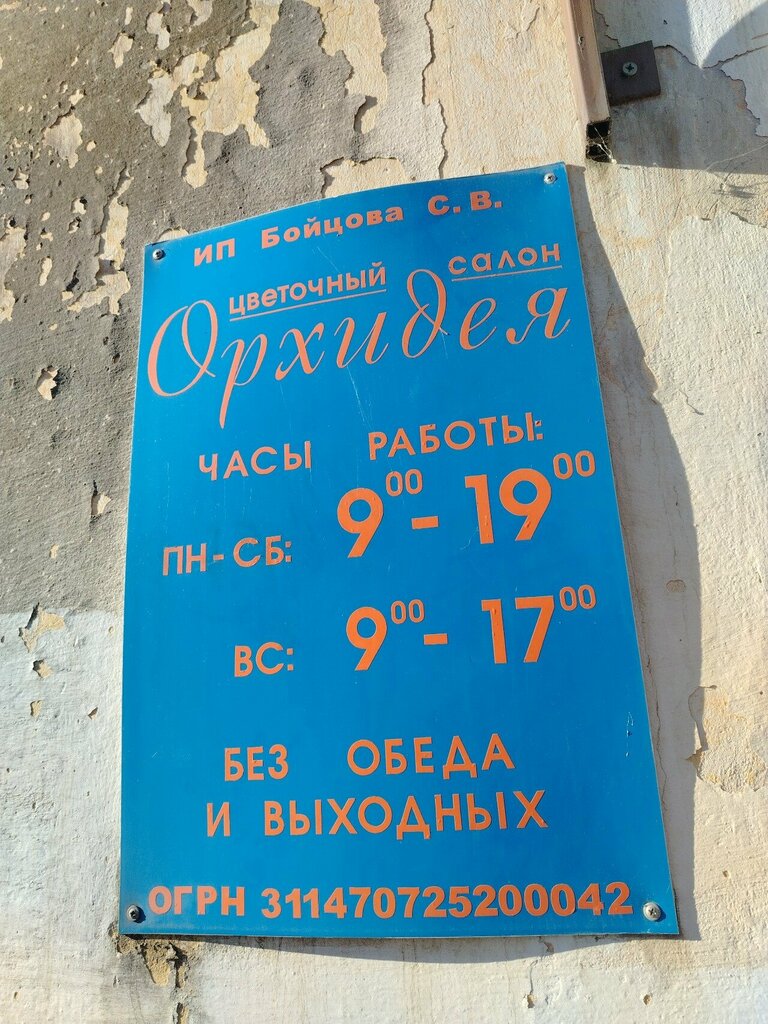 ИП Бойцова С.В.
цветочный салон
Орхидея
ЧАСЫ РАБОТЫ:
ПН-СБ: 9⁰⁰- 19⁰⁰
ВС: 9⁰⁰- 17⁰⁰
БЕЗ ОБЕДА
И ВЫХОДНЫХ
ОГРН 311470725200042